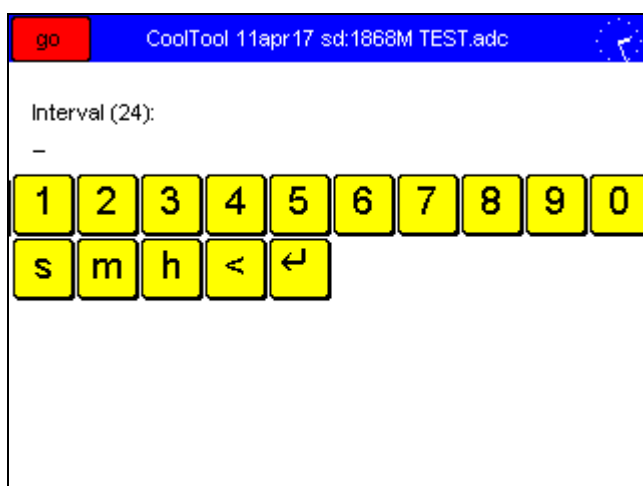 go CoolTool 11apr17 sd:1868M TEST.adc
Interval (24):
_
1 2 3 4 5 6 7 8 9 0
s m h < ↵